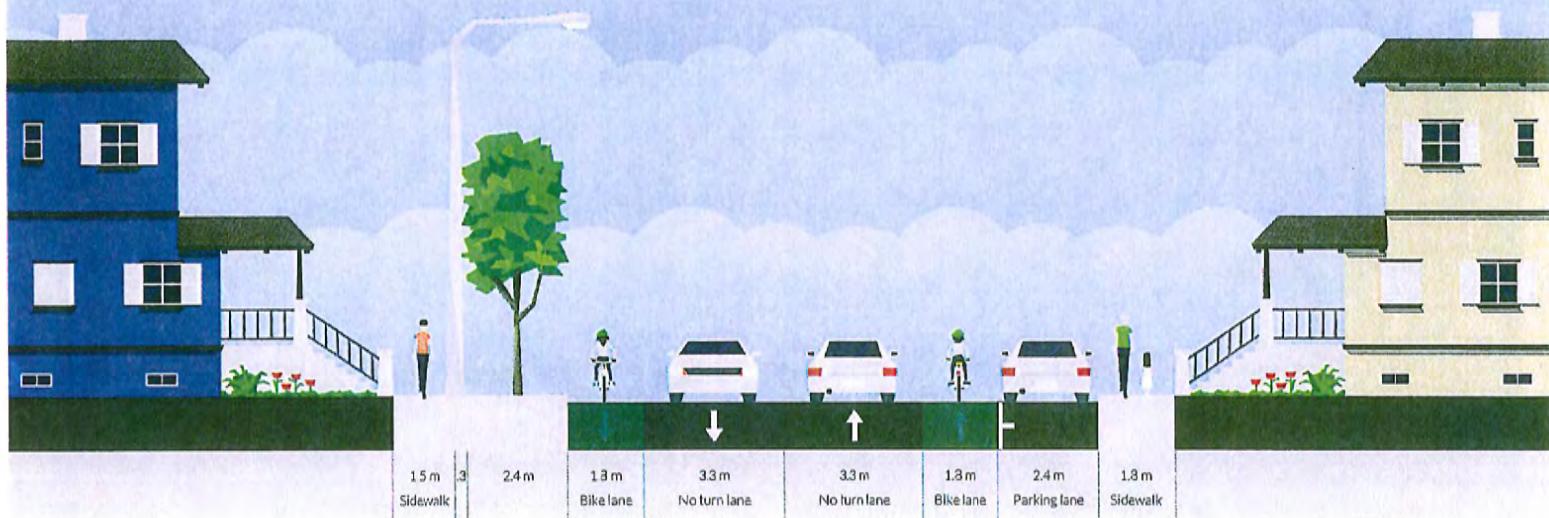 1.5 m .3 2.4 m 1.8 m 3.3 m 3.3 m 1.8 m 2.4 m 1.8 m
Sidewalk Bike lane No turn lane No turn lane Bike lane Parking lane Sidewalk